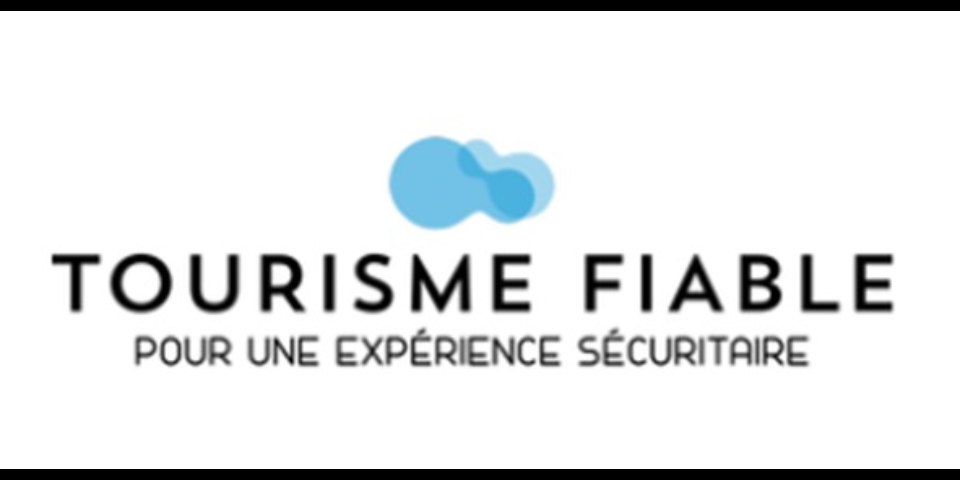 TOURISME FIABLE
POUR UNE EXPÉRIENCE SÉCURITAIRE